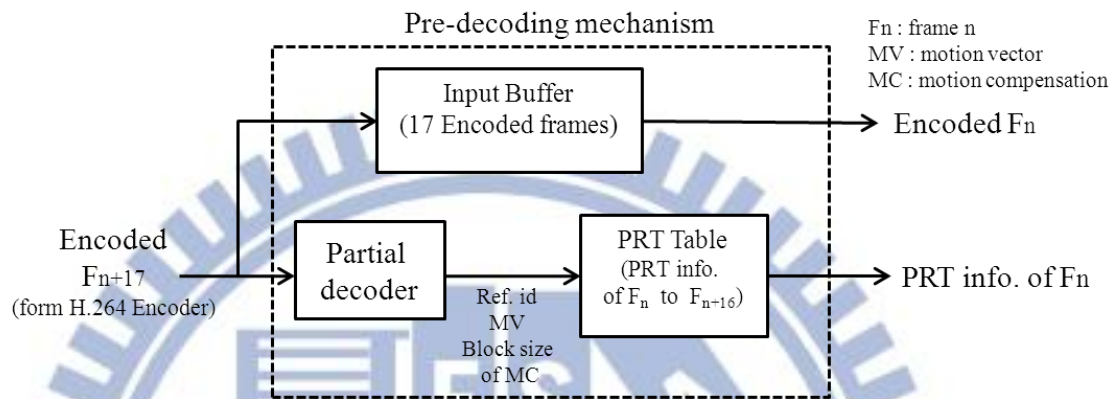 Pre-decoding mechanism
Fn : frame n
MV : motion vector
MC : motion compensation
Input Buffer
(17 Encoded frames)
Encoded Fn
Encoded
Fn+17
(form H.264 Encoder)
Partial
decoder
Ref. id
MV
Block size
of MC
PRT Table
(PRT info.
of Fn to Fn+16)
PRT info. of Fn